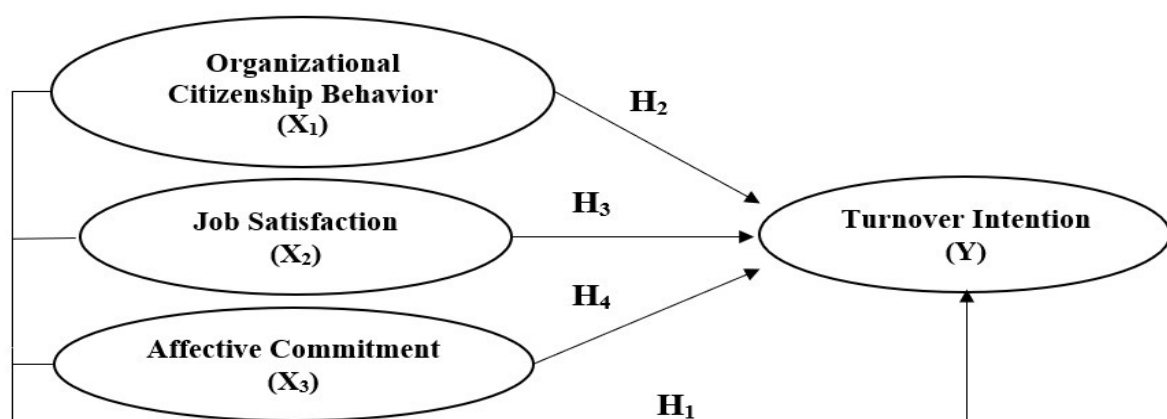 Organizational
Citizenship Behavior
(X₁)
H₂
Job Satisfaction
(X₂)
H₃
Turnover Intention
(Y)
H₄
Affective Commitment
(X₃)
H₁